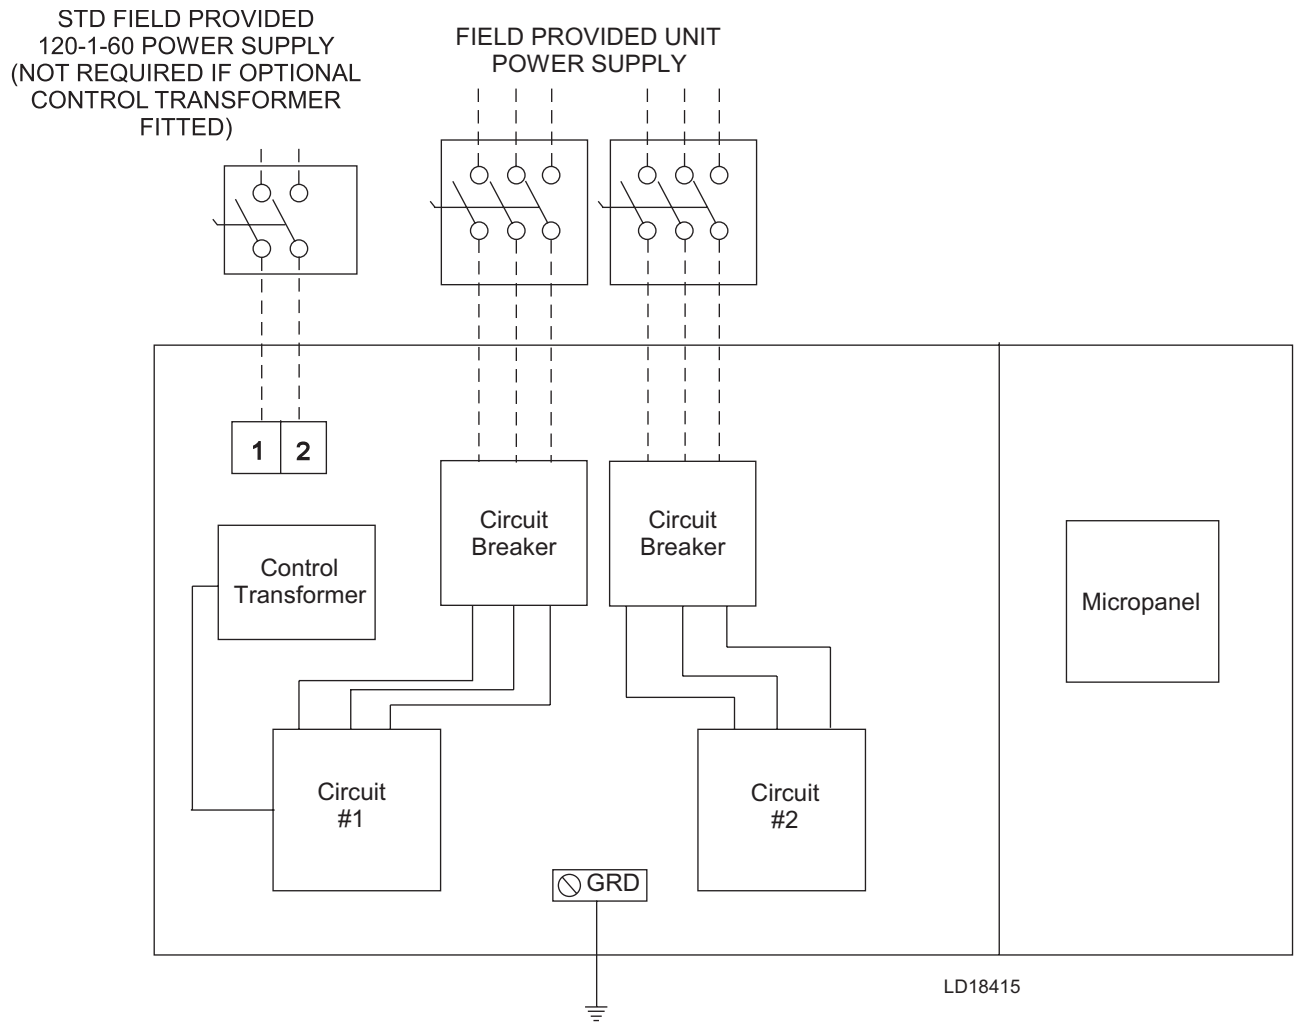 STD FIELD PROVIDED
120-1-60 POWER SUPPLY
(NOT REQUIRED IF OPTIONAL
CONTROL TRANSFORMER
FITTED)
FIELD PROVIDED UNIT
POWER SUPPLY
1 2
Circuit
Breaker
Circuit
Breaker
Control
Transformer
Micropanel
Circuit
#1
Circuit
#2
GRD
LD18415